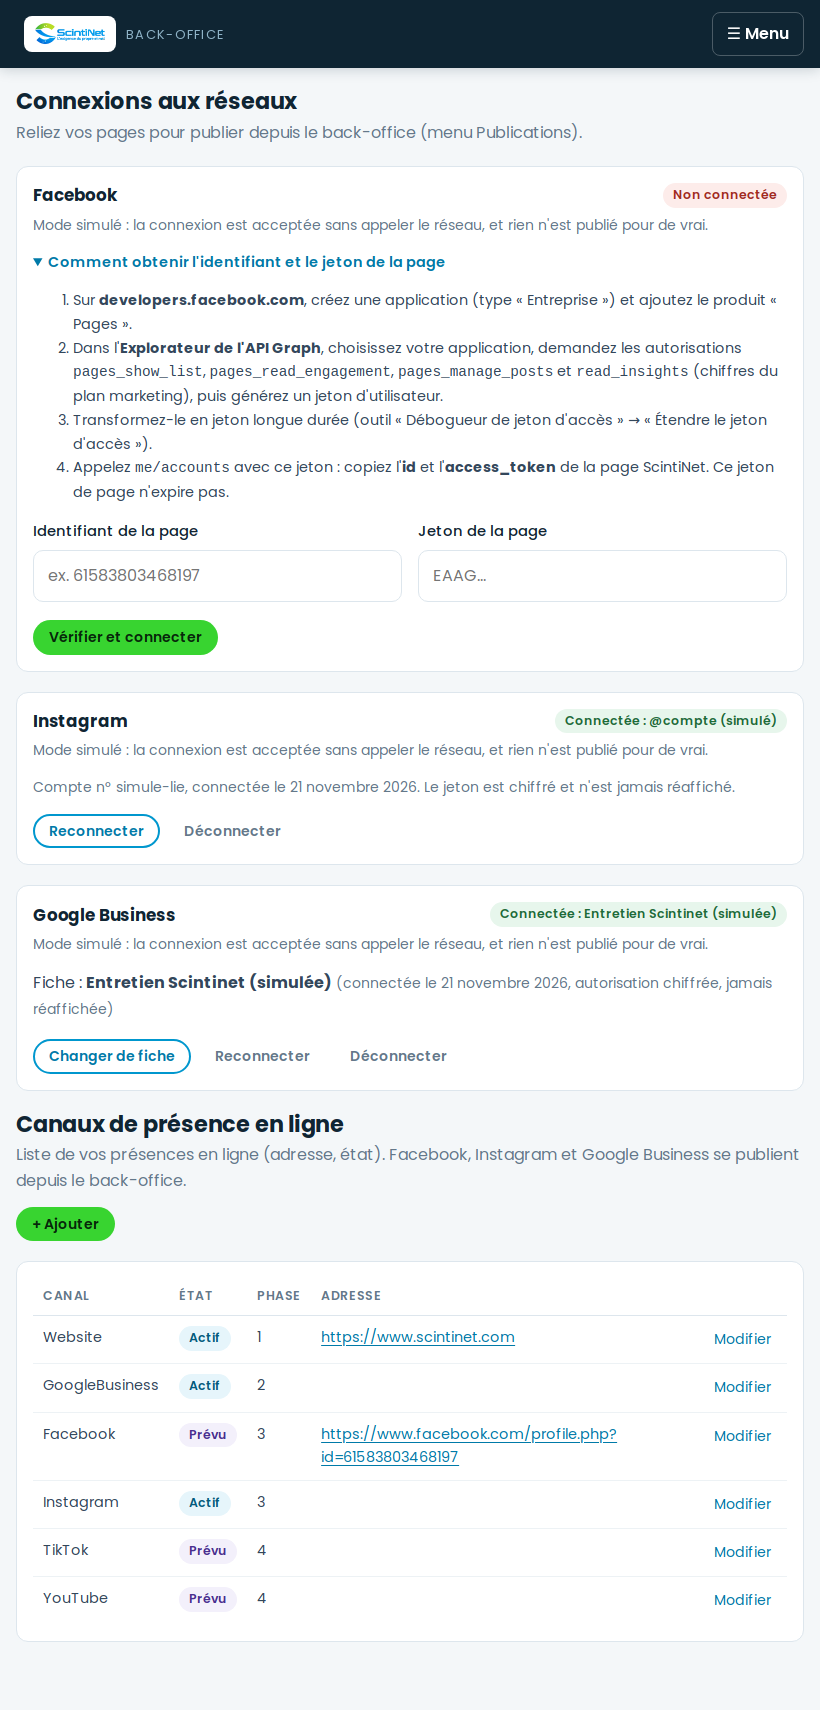 ScintiNet
BACK-OFFICE
☰ Menu
Connexions aux réseaux
Reliez vos pages pour publier depuis le back-office (menu Publications).
Facebook
Non connectée
Mode simulé : la connexion est acceptée sans appeler le réseau, et rien n'est publié pour de vrai.
▼ Comment obtenir l'identifiant et le jeton de la page
1. Sur developers.facebook.com, créez une application (type « Entreprise ») et ajoutez le produit «
Pages ».
2. Dans l'Explorateur de l'API Graph, choisissez votre application, demandez les autorisations
pages_show_list, pages_read_engagement, pages_manage_posts et read_insights (chiffres du
plan marketing), puis générez un jeton d'utilisateur.
3. Transformez-le en jeton longue durée (outil « Débogueur de jeton d'accès » → « Étendre le jeton
d'accès »).
4. Appelez me/accounts avec ce jeton : copiez l'id et l'access_token de la page ScintiNet. Ce jeton
de page n'expire pas.
Identifiant de la page
Jeton de la page
ex. 61583803468197
EAAG…
Vérifier et connecter
Instagram
Connectée : @compte (simulé)
Mode simulé : la connexion est acceptée sans appeler le réseau, et rien n'est publié pour de vrai.
Compte n° simule-lie, connectée le 21 novembre 2026. Le jeton est chiffré et n'est jamais réaffiché.
Reconnecter
Déconnecter
Google Business
Connectée : Entretien Scintinet (simulée)
Mode simulé : la connexion est acceptée sans appeler le réseau, et rien n'est publié pour de vrai.
Fiche : Entretien Scintinet (simulée) (connectée le 21 novembre 2026, autorisation chiffrée, jamais
réaffichée)
Changer de fiche
Reconnecter
Déconnecter
Canaux de présence en ligne
Liste de vos présences en ligne (adresse, état). Facebook, Instagram et Google Business se publient
depuis le back-office.
+ Ajouter
CANAL ÉTAT PHASE ADRESSE
Website Actif 1 https://www.scintinet.com Modifier
GoogleBusiness Actif 2 Modifier
Facebook Prévu 3 https://www.facebook.com/profile.php? Modifier
id=61583803468197
Instagram Actif 3 Modifier
TikTok Prévu 4 Modifier
YouTube Prévu 4 Modifier